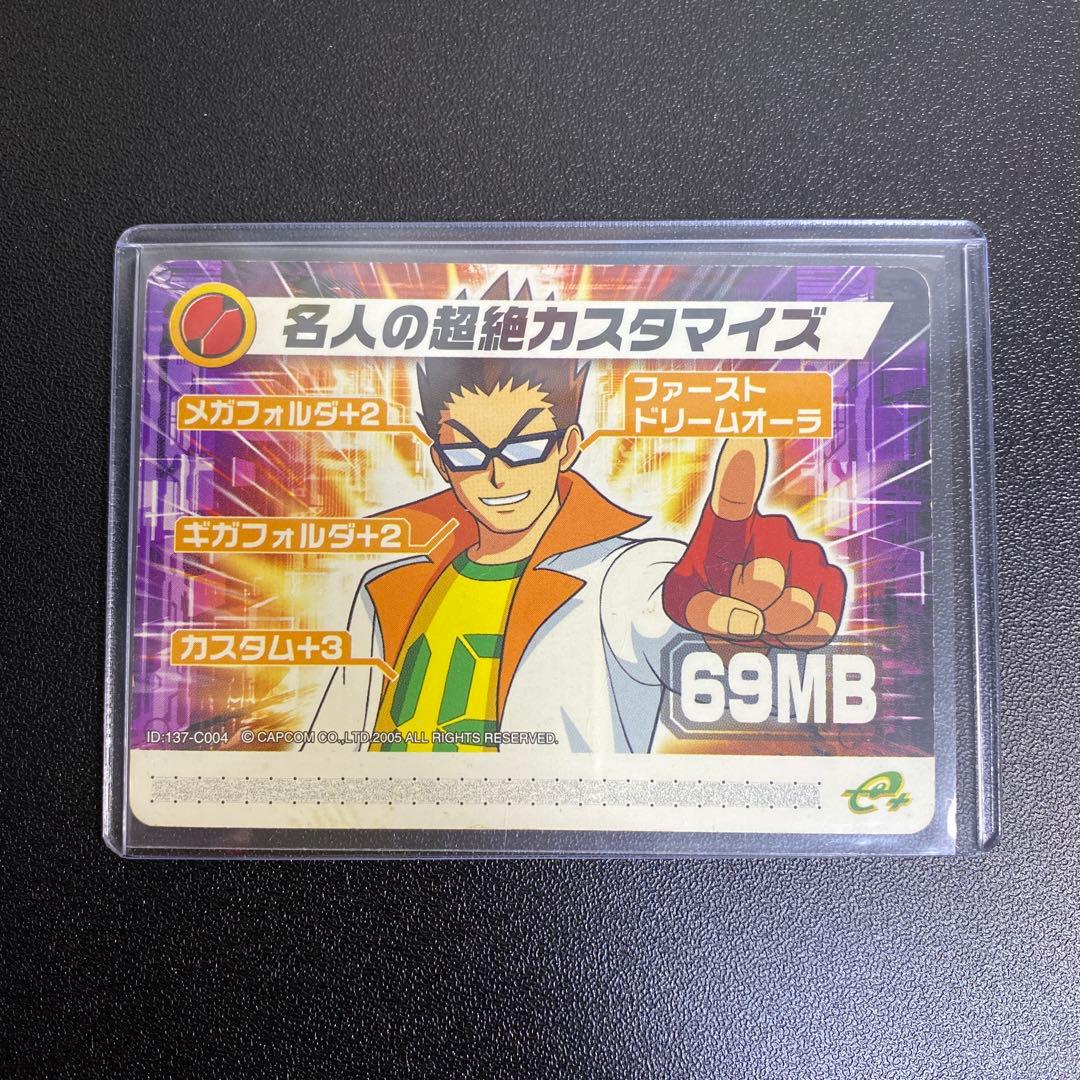 名人の超絶カスタマイズ
メガフォルダ+2
ファースト
ドリームオーラ
ギガフォルダ+2
カスタム+3
69MB
ID:137-C004 © CAPCOM CO.,LTD.2005 ALL RIGHTS RESERVED.
e+